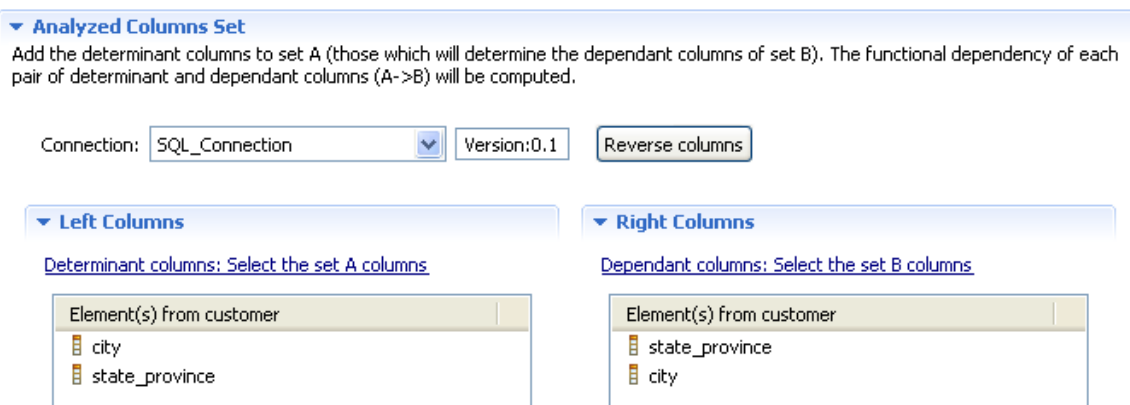 Analyzed Columns Set
Add the determinant columns to set A (those which will determine the dependant columns of set B). The functional dependency of each
pair of determinant and dependant columns (A->B) will be computed.
Connection: SQL_Connection Version:0.1 Reverse columns
Left Columns Right Columns
Determinant columns: Select the set A columns Dependant columns: Select the set B columns
Element(s) from customer Element(s) from customer
city state_province
state_province city